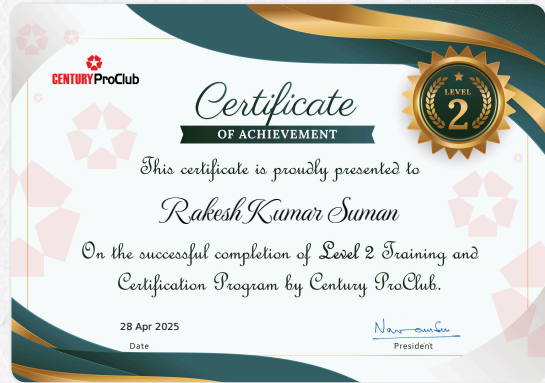 CENTURY ProClub
Certificate
OF ACHIEVEMENT
LEVEL
2
This certificate is proudly presented to
Rakesh Kumar Suman
On the successful completion of Level 2 Training and
Certification Program by Century ProClub.
28 Apr 2025
Date
President